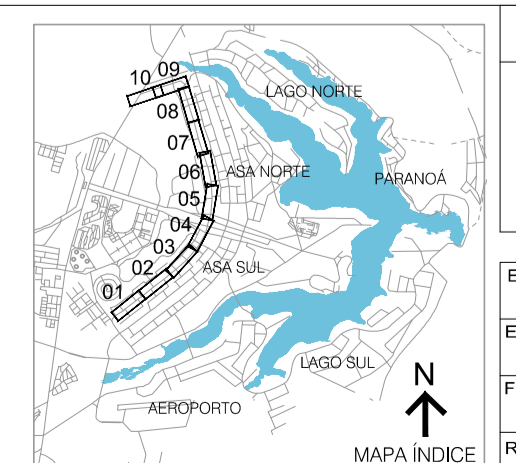 10 09
LAGO NORTE
08
07
ASA NORTE
06
PARANOÁ
05
04
03
ASA SUL
02
01
LAGO SUL
N
AEROPORTO
MAPA ÍNDICE
E
E
F
R